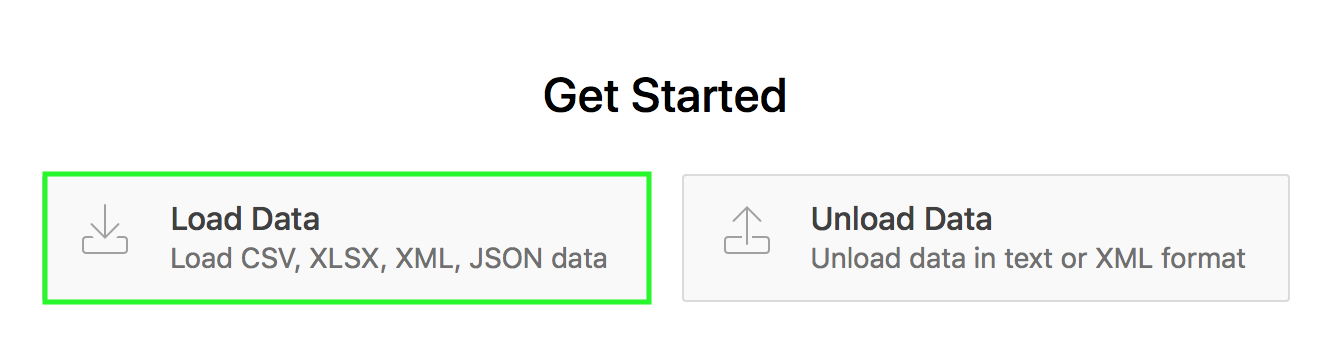 Get Started
Load Data
Load CSV, XLSX, XML, JSON data
Unload Data
Unload data in text or XML format